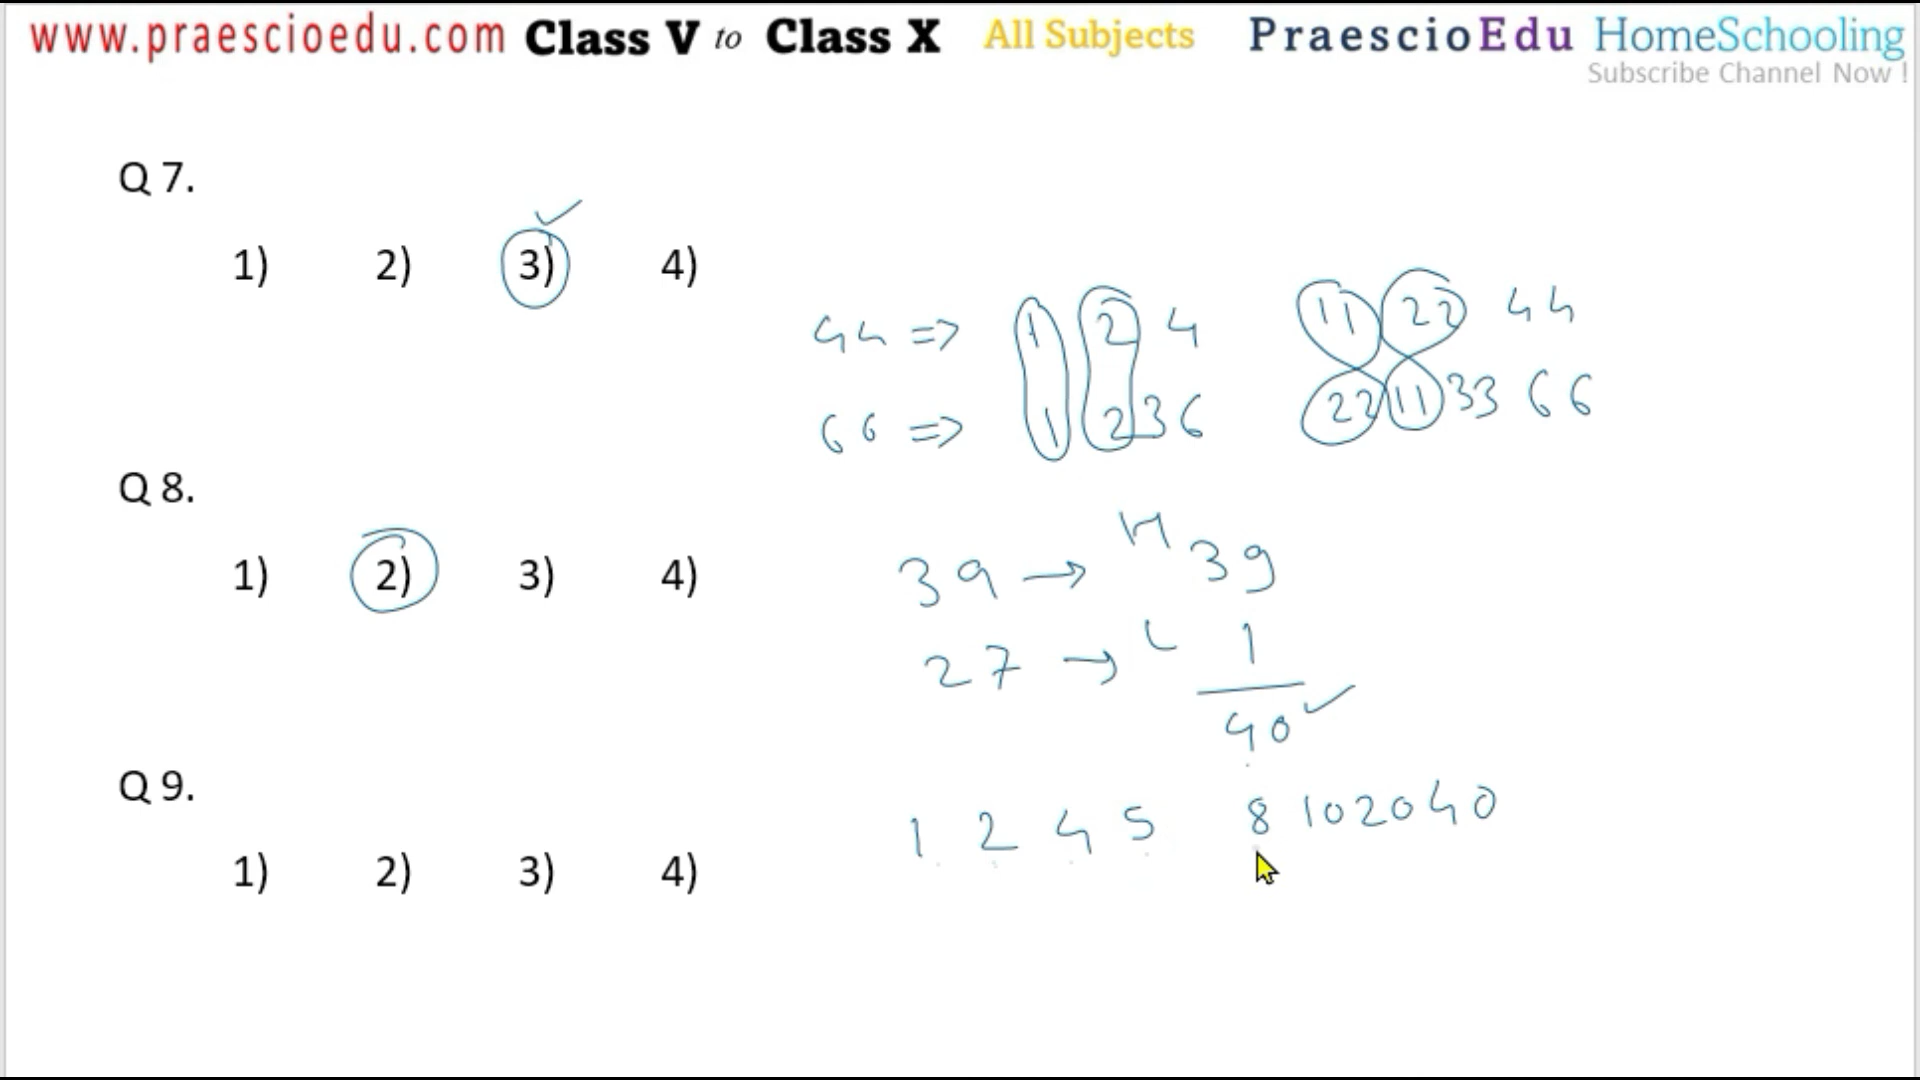 www.praescioedu.com Class V to Class X All Subjects PraescioEdu HomeSchooling
Subscribe Channel Now !
Q 7.
1) 2) 3) 4)
44 => 1 2 4 11 22 44
66 => 1 2 3 6 22 11 33 66
Q 8.
1) 2) 3) 4)
39 → H 39
27 → L 1
40
Q 9.
1 2 4 5 8 10 20 40
1) 2) 3) 4)